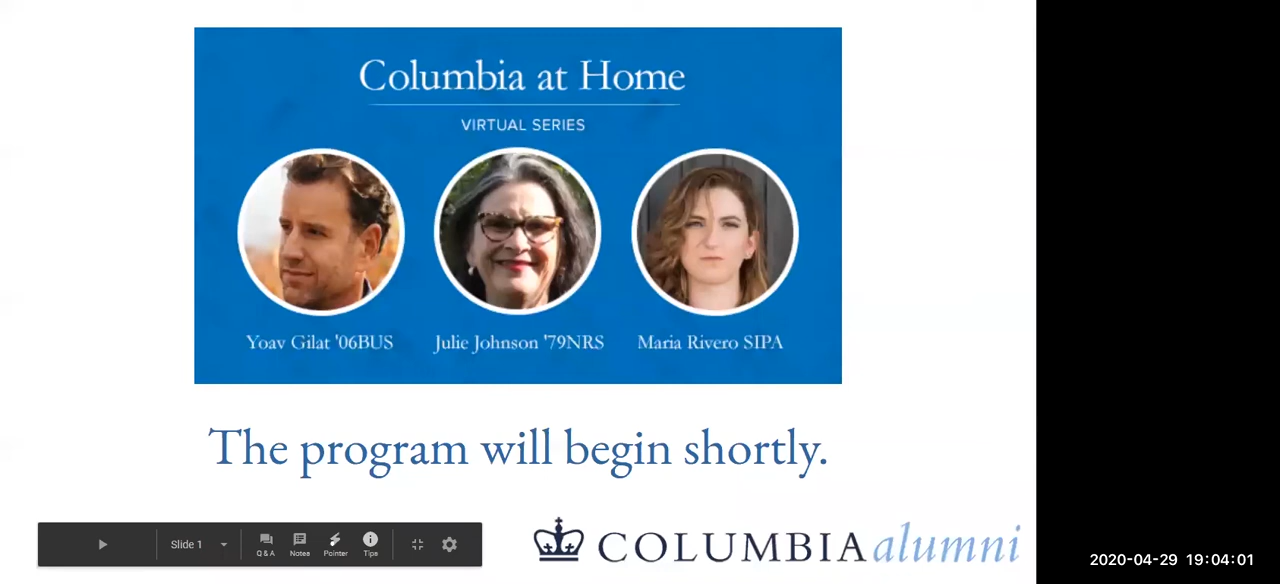 Columbia at Home
VIRTUAL SERIES
Yoav Gilat '06BUS
Julie Johnson '79NRS
Maria Rivero SIPA
The program will begin shortly.
Slide 1
Q & A
Notes
Pointer
Tips
COLUMBIA alumni
2020-04-29 19:04:01